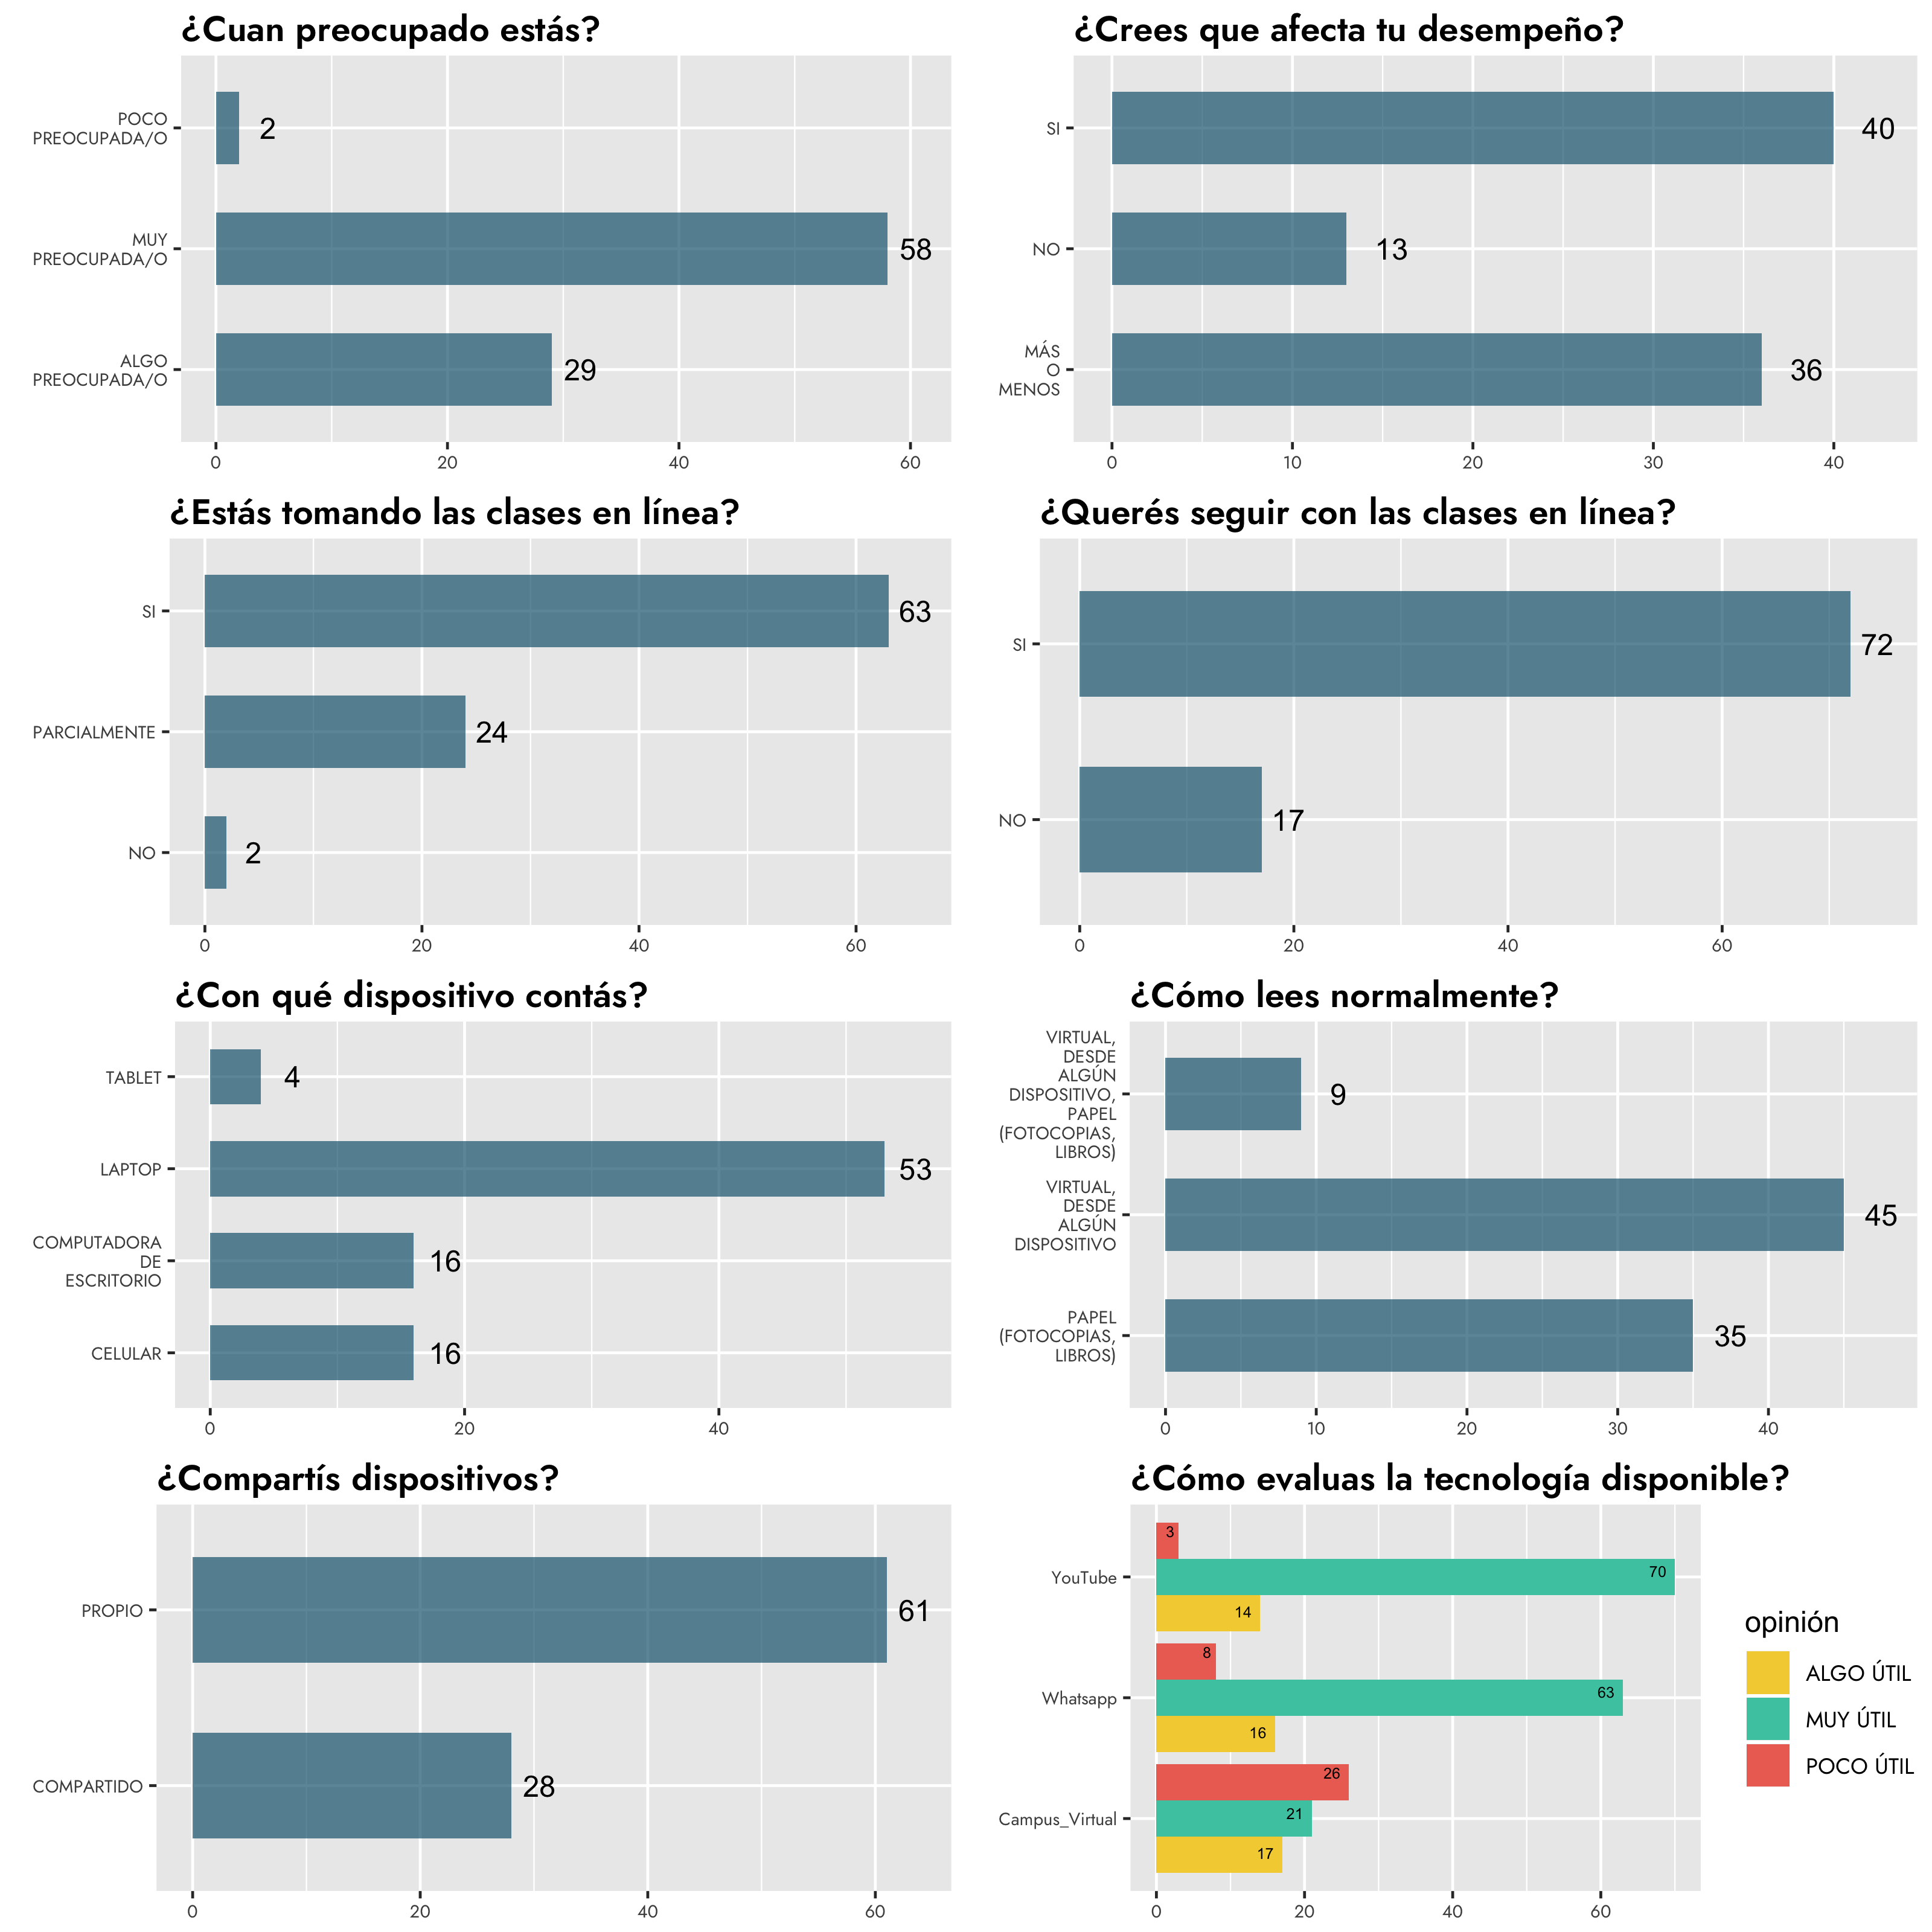 ¿Cuan preocupado estás?
POCO
PREOCUPADA/O
2
MUY
PREOCUPADA/O
58
ALGO
PREOCUPADA/O
29
0 20 40 60
¿Crees que afecta tu desempeño?
SI
40
NO
13
MÁS
O
MENOS
36
0 10 20 30 40
¿Estás tomando las clases en línea?
SI
63
PARCIALMENTE
24
NO
2
0 20 40 60
¿Querés seguir con las clases en línea?
SI
72
NO
17
0 20 40 60
¿Con qué dispositivo contás?
TABLET
4
LAPTOP
53
COMPUTADORA
DE
ESCRITORIO
16
CELULAR
16
0 20 40
¿Cómo lees normalmente?
VIRTUAL,
DESDE
ALGÚN
DISPOSITIVO,
PAPEL
(FOTOCOPIAS,
LIBROS)
9
VIRTUAL,
DESDE
ALGÚN
DISPOSITIVO
45
PAPEL
(FOTOCOPIAS,
LIBROS)
35
0 10 20 30 40
¿Compartís dispositivos?
PROPIO
61
COMPARTIDO
28
0 20 40 60
¿Cómo evaluas la tecnología disponible?
YouTube
3
70
14
Whatsapp
8
63
16
Campus_Virtual
26
21
17
0 20 40 60
opinión
ALGO ÚTIL
MUY ÚTIL
POCO ÚTIL